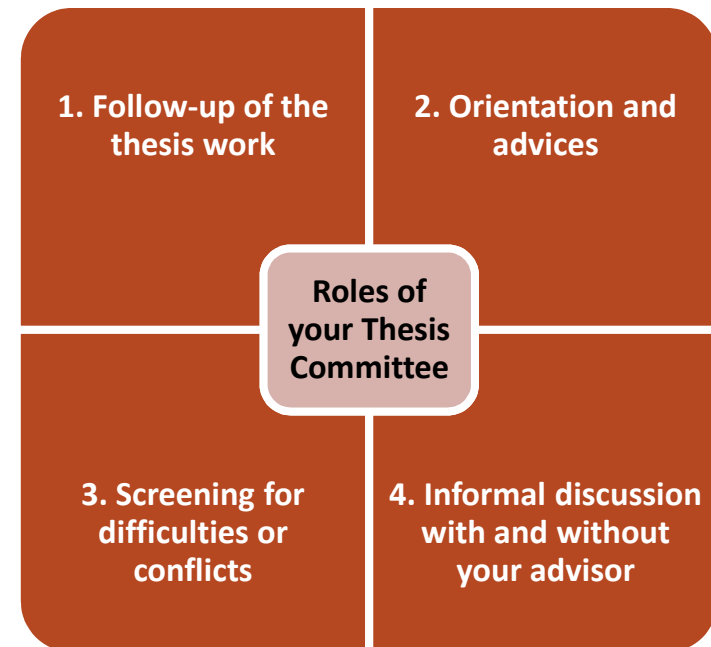 1. Follow-up of the
thesis work
2. Orientation and
advices
Roles of
your Thesis
Committee
3. Screening for
difficulties or
conflicts
4. Informal discussion
with and without
your advisor